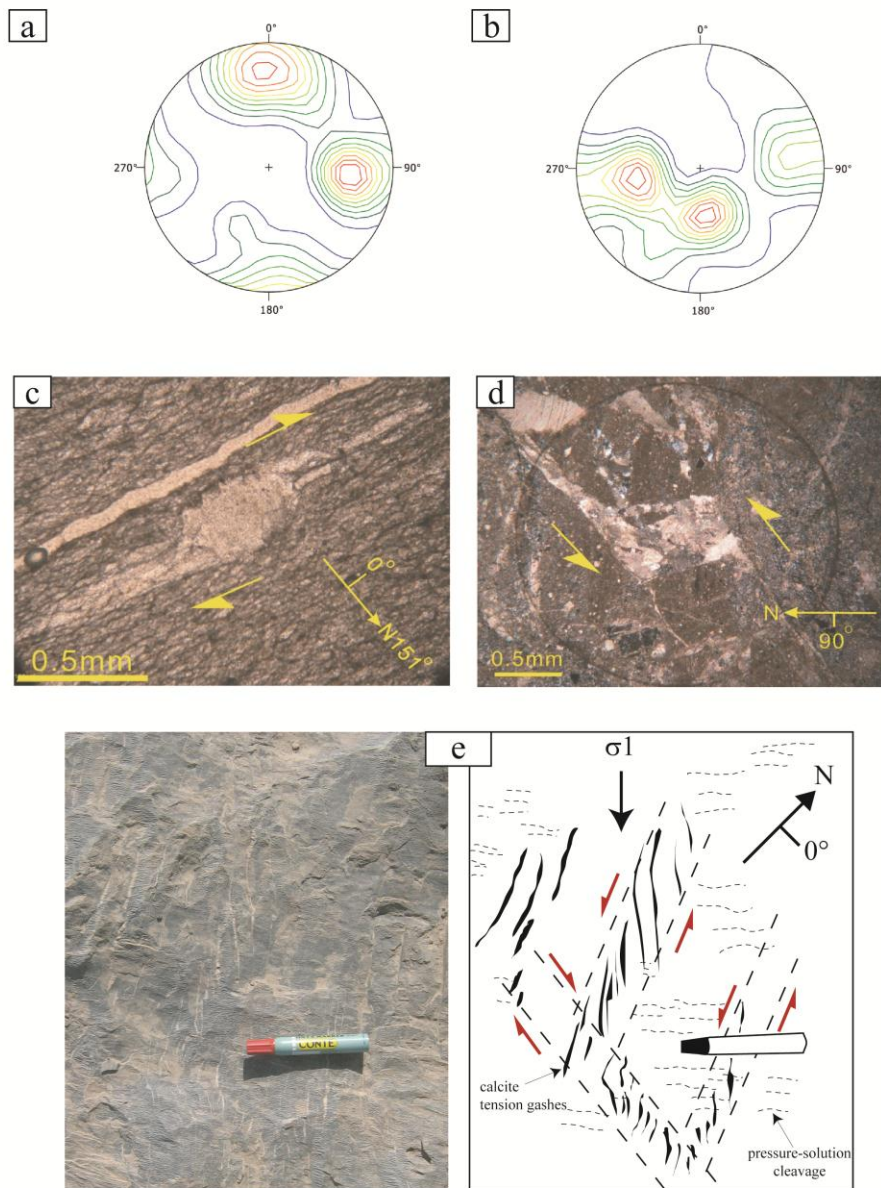 a
0°
270°
90°
180°
b
0°
270°
90°
180°
c
0°
N151°
0.5mm
d
N
90°
0.5mm
CONTE
e
σ1
N
0°
calcite
tension gashes
pressure-solution
cleavage